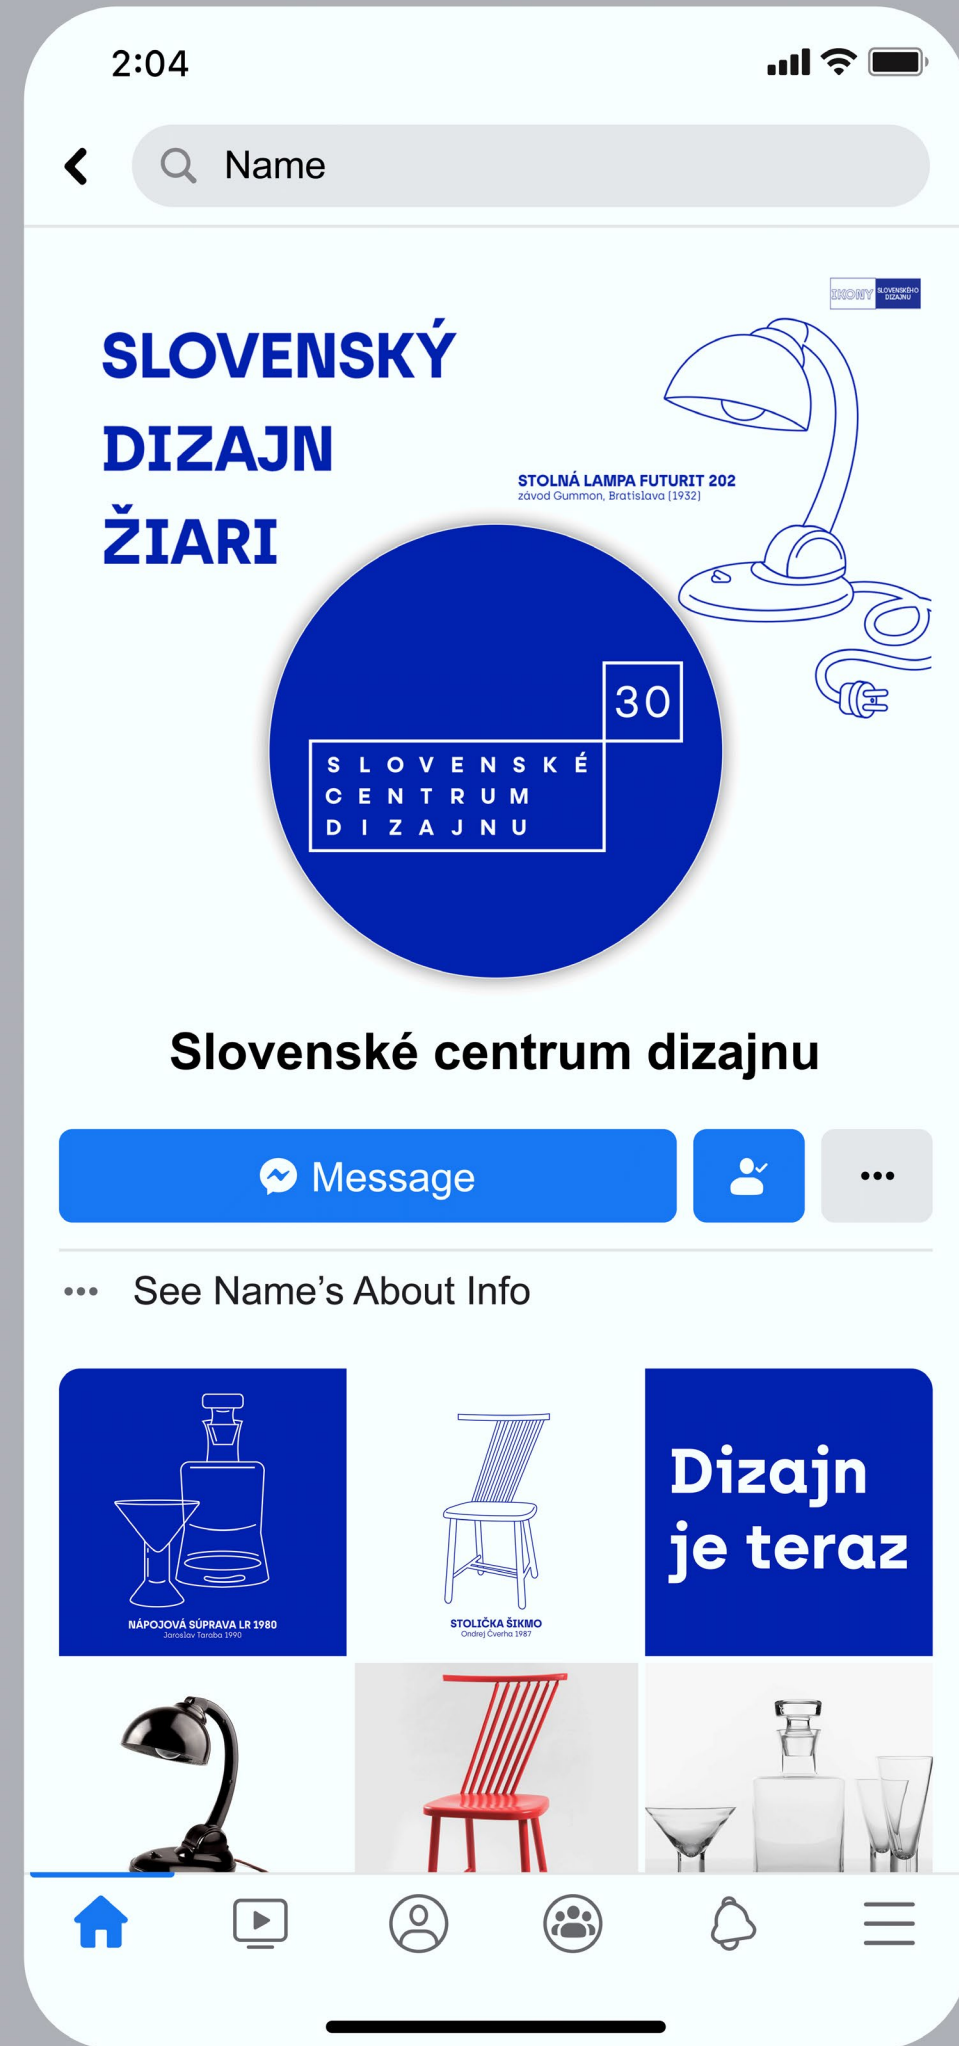 2:04
Name
IKONY
SLOVENSKÉHO
DIZAJNU
SLOVENSKÝ
DIZAJN
ŽIARI
STOLNÁ LAMPA FUTURIT 202
závod Gummon, Bratislava (1932)
30
SLOVENSKÉ
CENTRUM
DIZAJNU
Slovenské centrum dizajnu
Message
See Name’s About Info
NÁPOJOVÁ SÚPRAVA LR 1980
Jaroslav Taraba 1990
STOLIČKA ŠIKMO
Ondrej Čverha 1987
Dizajn
je teraz